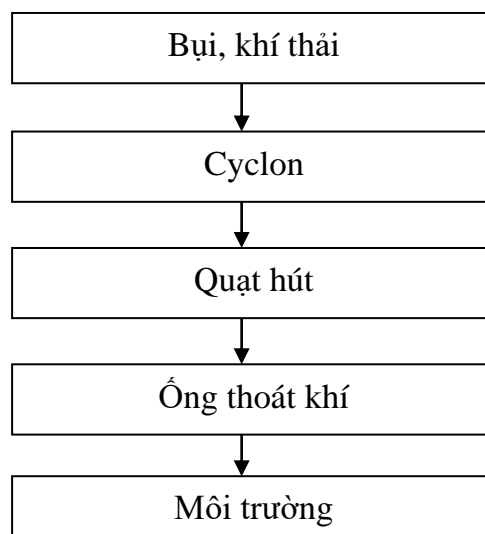 Bụi, khí thải
Cyclon
Quạt hút
Ống thoát khí
Môi trường